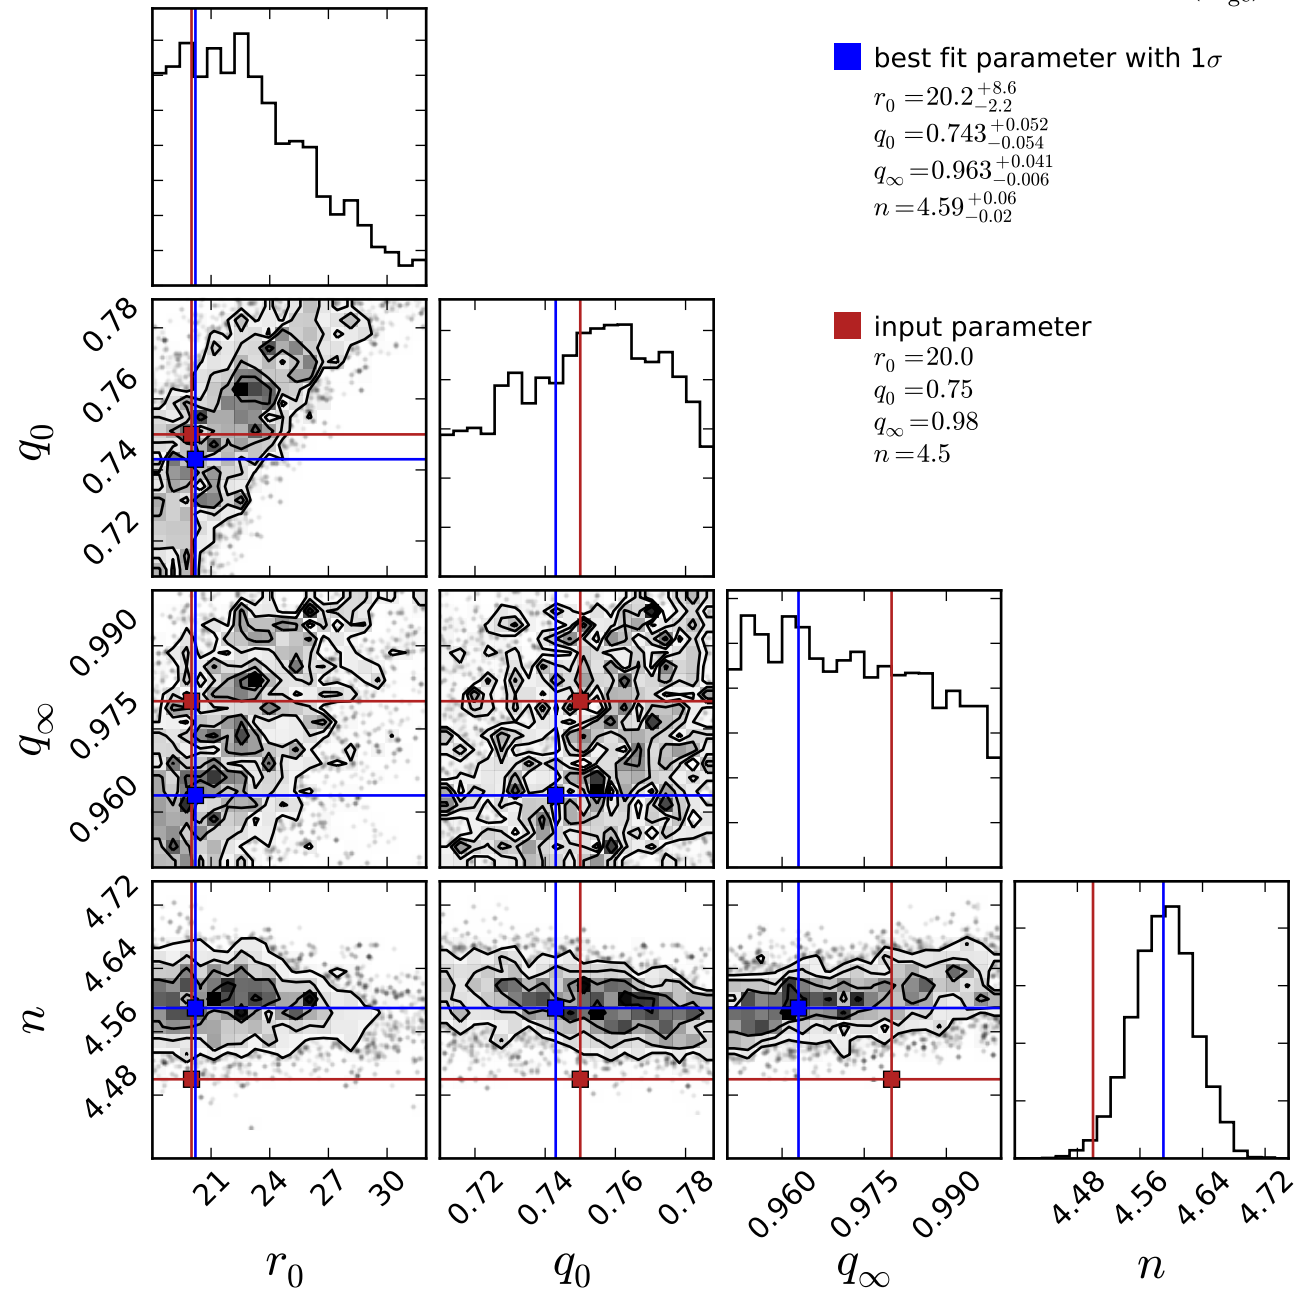 best fit parameter with 1σ
r₀ =20.2 +8.6 −2.2
q₀ =0.743 +0.052 −0.054
q∞ =0.963 +0.041 −0.006
n=4.59 +0.06 −0.02
input parameter
r₀ =20.0
q₀ =0.75
q∞ =0.98
n=4.5
0.78
0.76
0.74
0.72
q₀
0.990
0.975
0.960
q∞
4.72
4.64
4.56
4.48
n
21 24 27 30
0.72 0.74 0.76 0.78
0.960 0.975 0.990
4.48 4.56 4.64 4.72
r₀ q₀ q∞ n